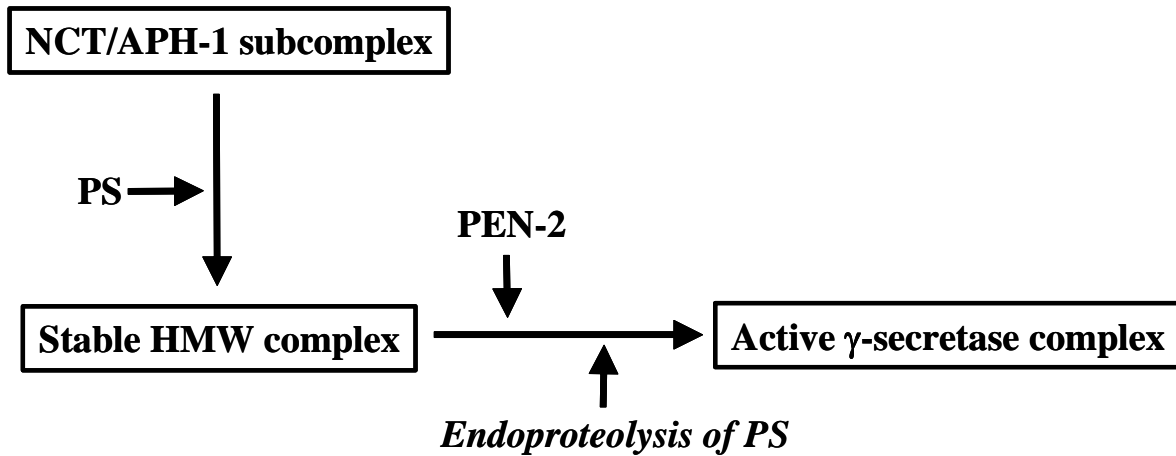 NCT/APH-1 subcomplex
PS
PEN-2
Stable HMW complex
Active γ-secretase complex
Endoproteolysis of PS